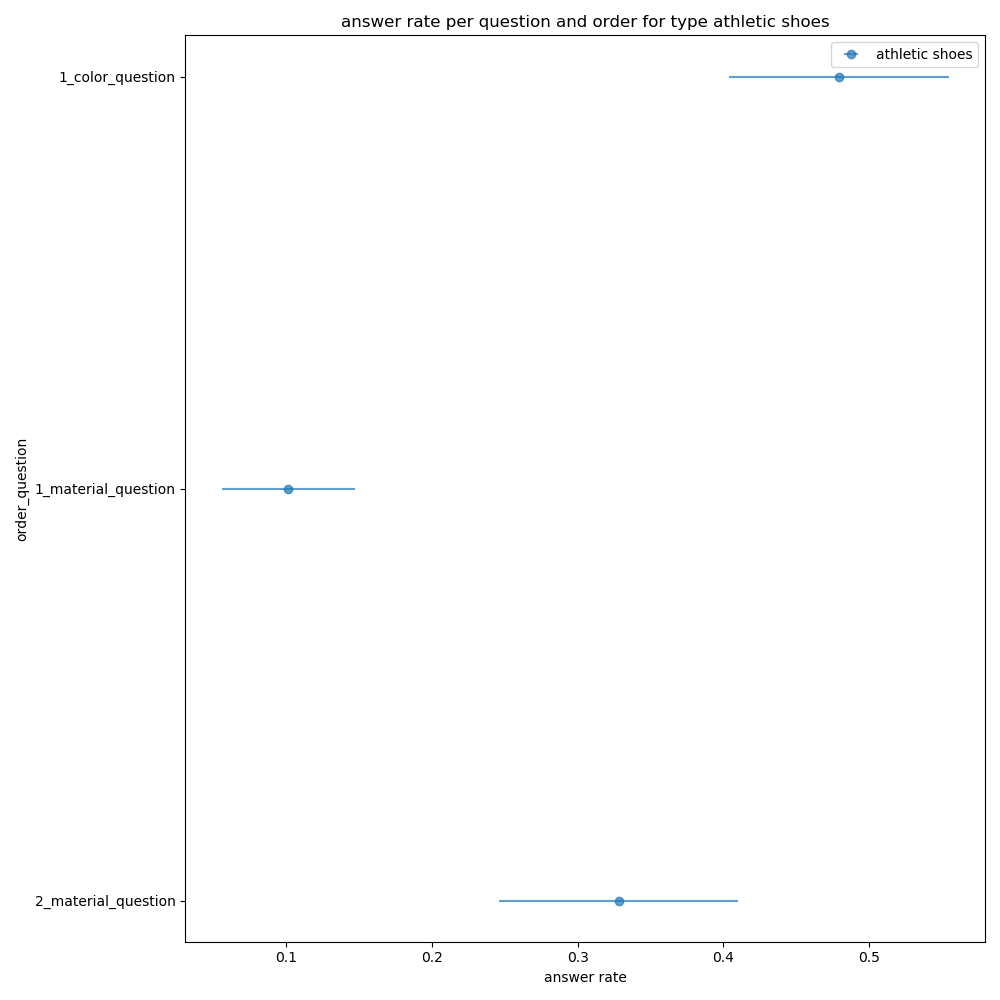 answer rate per question and order for type athletic shoes
athletic shoes
1_color_question
1_material_question
2_material_question
order_question
0.1 0.2 0.3 0.4 0.5
answer rate